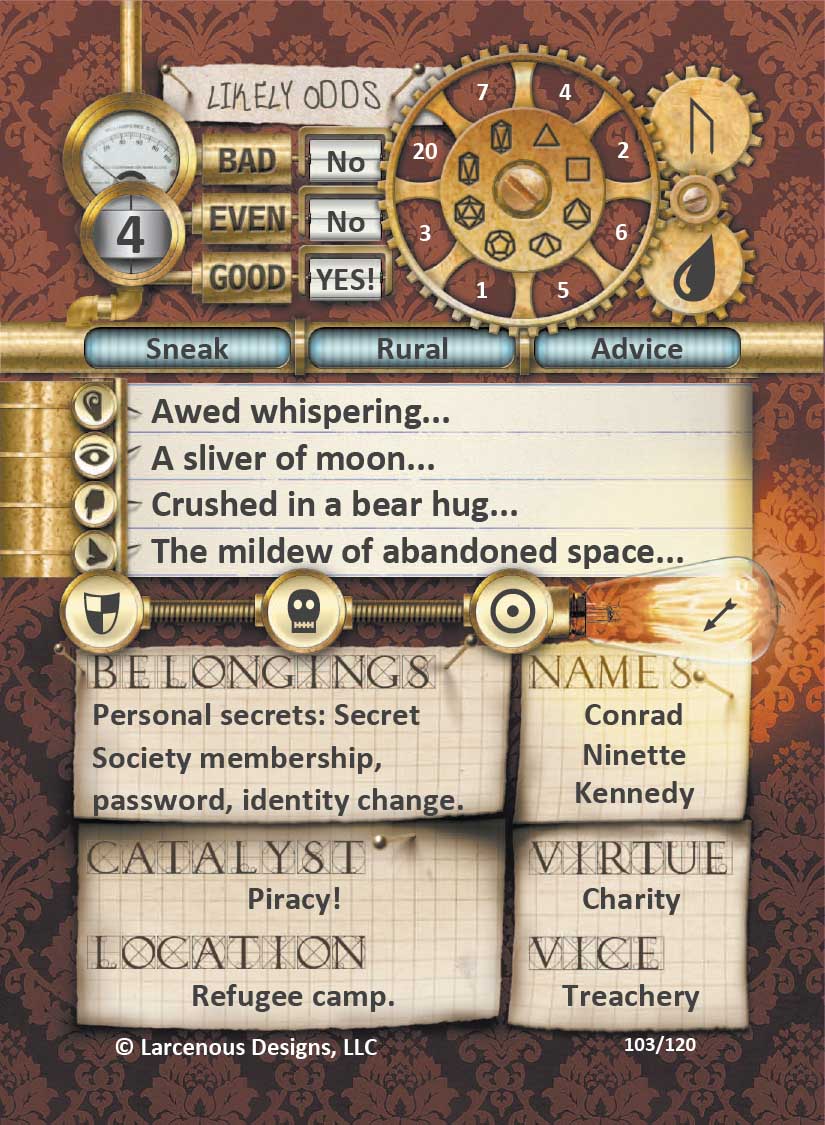 LIKELY ODDS
BAD No
4 EVEN No
GOOD YES!
7 4
20 2
3 6
1 5
ᚢ
Sneak Rural Advice
Awed whispering...
A sliver of moon...
Crushed in a bear hug...
The mildew of abandoned space...
BELONGINGS
Personal secrets: Secret
Society membership,
password, identity change.
NAMES
Conrad
Ninette
Kennedy
CATALYST
Piracy!
LOCATION
Refugee camp.
VIRTUE
Charity
VICE
Treachery
© Larcenous Designs, LLC
103/120